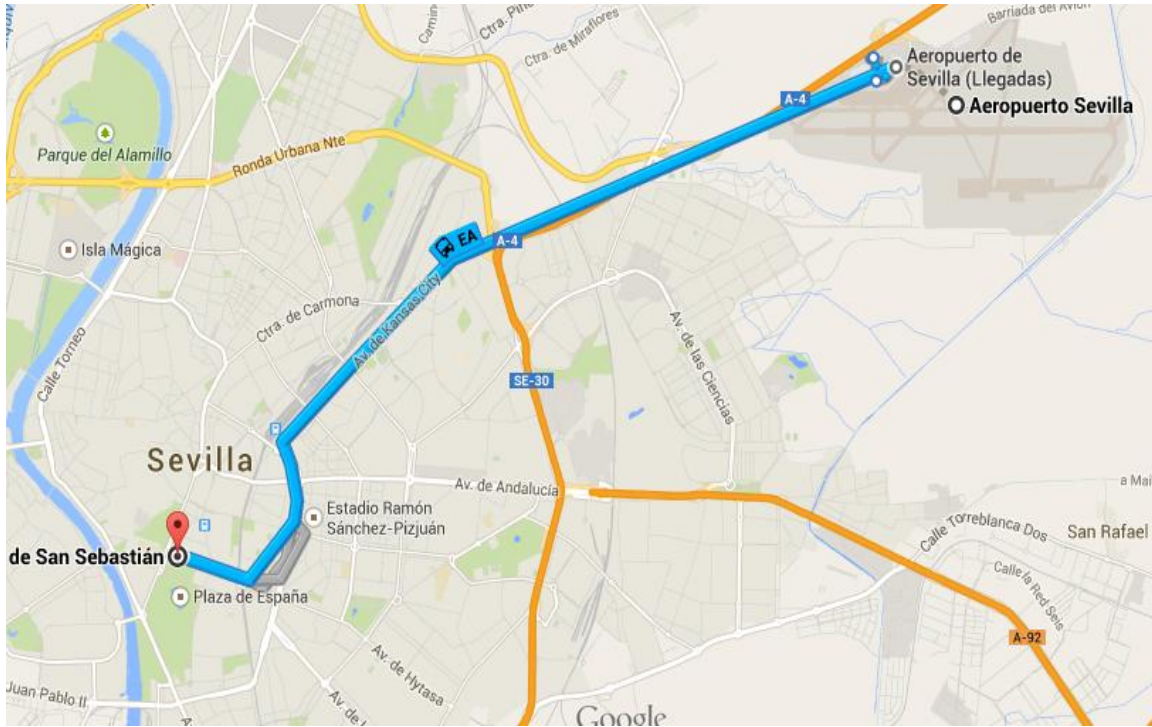 Barriada del Avión
Ctra. de Miraflores
Aeropuerto de
Sevilla (Llegadas)
A-4
Aeropuerto Sevilla
Parque del Alamillo
Ronda Urbana Nte
EA
A-4
Isla Mágica
Ctra. de Carmona
Av. de Kansas City
Av. de las Ciencias
Calle Torneo
SE-30
Sevilla
Av. de Andalucía
Estadio Ramón
Sánchez-Pizjuán
Calle Torreblanca Dos
San Rafael
a Mai
de San Sebastián
Calle la Red Seis
Plaza de España
A-92
Av. de Hytasa
Juan Pablo II
Google